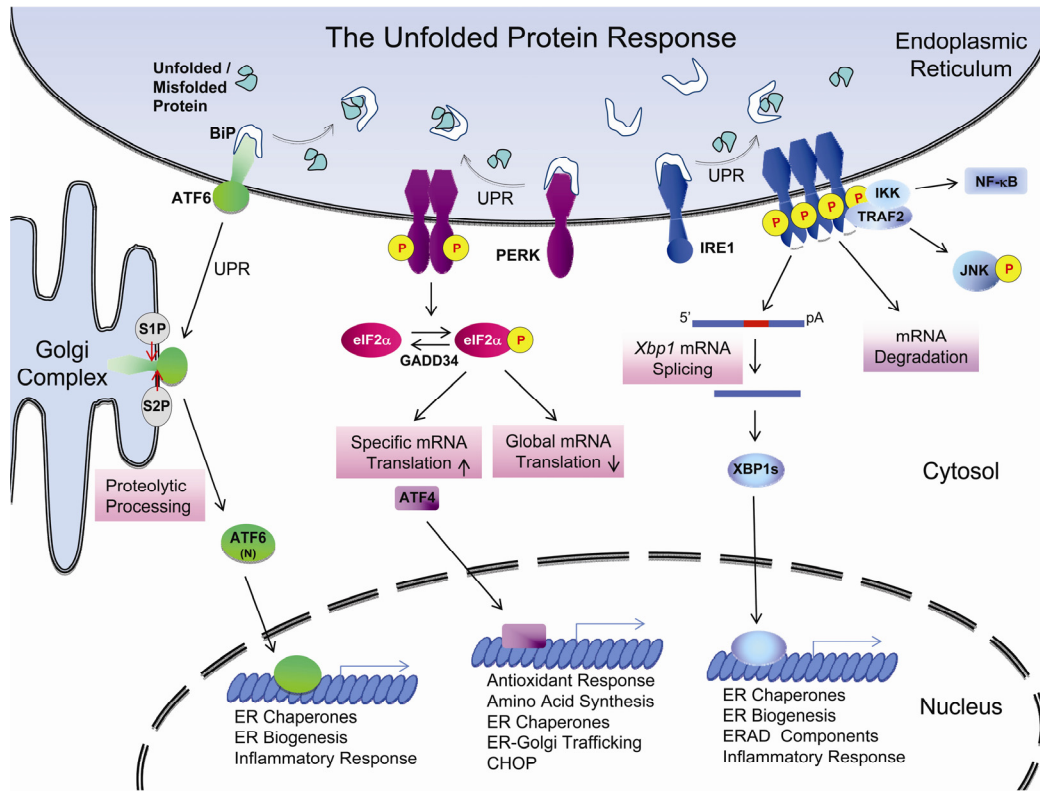 The Unfolded Protein Response
Endoplasmic
Reticulum
Unfolded /
Misfolded
Protein
BiP
ATF6
UPR
UPR
PERK
P
P
UPR
IRE1
P
P
P
P
IKK
TRAF2
NF-κB
JNK
P
UPR
S1P
Golgi
Complex
S2P
Proteolytic
Processing
ATF6
(N)
eIF2α
GADD34
eIF2α
P
Specific mRNA
Translation ↑
Global mRNA
Translation ↓
ATF4
5'
pA
Xbp1 mRNA
Splicing
mRNA
Degradation
XBP1s
Cytosol
Nucleus
ER Chaperones
ER Biogenesis
Inflammatory Response
Antioxidant Response
Amino Acid Synthesis
ER Chaperones
ER-Golgi Trafficking
CHOP
ER Chaperones
ER Biogenesis
ERAD Components
Inflammatory Response